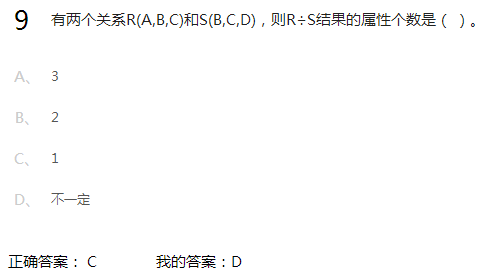 9 有两个关系R(A,B,C)和S(B,C,D)，则R÷S结果的属性个数是（ ）。
A、 3
B、 2
C、 1
D、 不一定
正确答案： C 我的答案：D